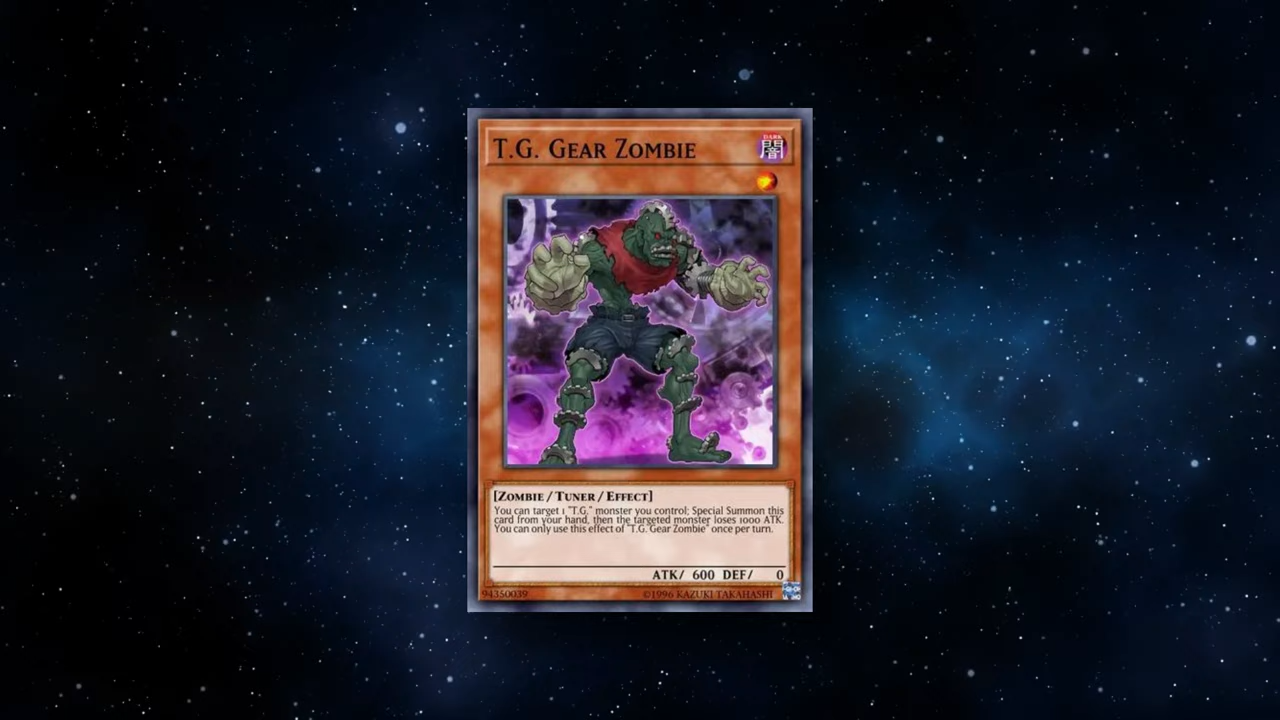 T.G. Gear Zombie
DARK
闇
[Zombie / Tuner / Effect]
You can target 1 "T.G." monster you control; Special Summon this
card from your hand, then the targeted monster loses 1000 ATK.
You can only use this effect of "T.G. Gear Zombie" once per turn.
ATK/ 600 DEF/ 0
94350039 ©1996 KAZUKI TAKAHASHI